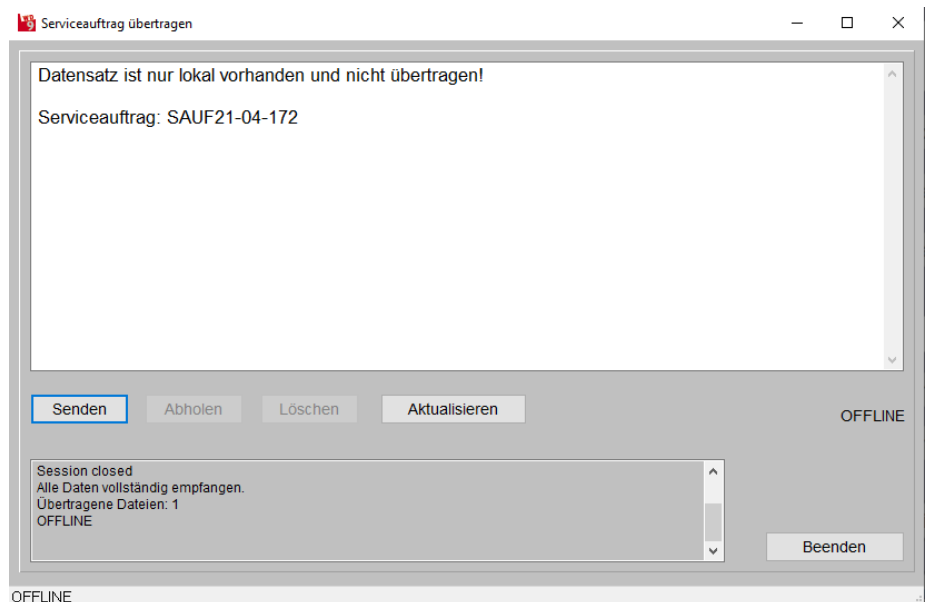 Serviceauftrag übertragen
Datensatz ist nur lokal vorhanden und nicht übertragen!
Serviceauftrag: SAUF21-04-172
Senden Abholen Löschen Aktualisieren
OFFLINE
Session closed
Alle Daten vollständig empfangen.
Übertragene Dateien: 1
OFFLINE
Beenden
OFFLINE